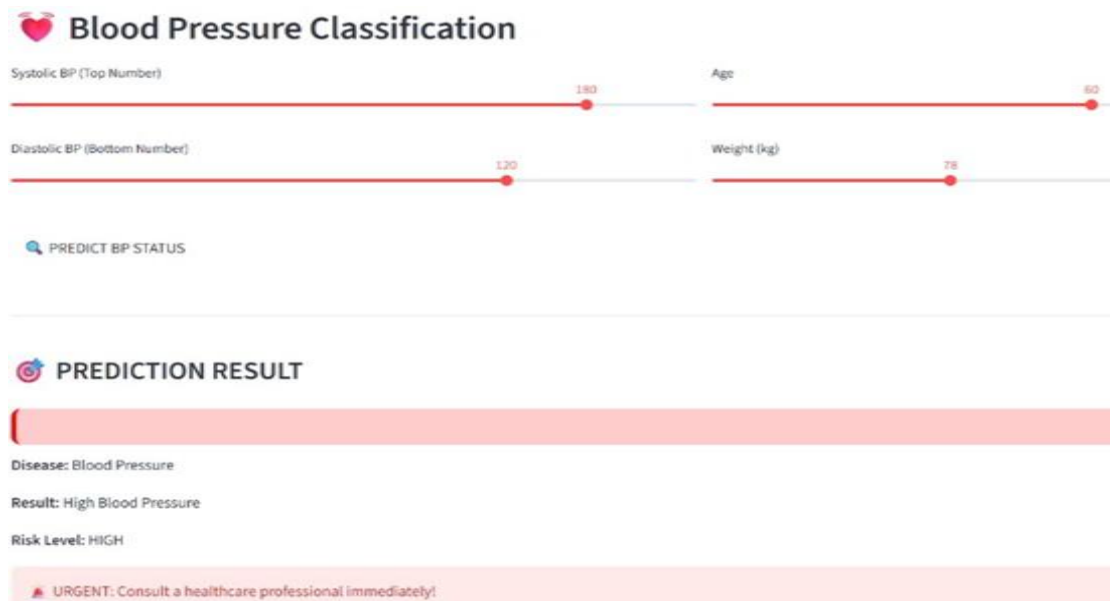 Blood Pressure Classification
Systolic BP (Top Number)
180
Age
60
Diastolic BP (Bottom Number)
120
Weight (kg)
78
PREDICT BP STATUS
PREDICTION RESULT
Disease: Blood Pressure
Result: High Blood Pressure
Risk Level: HIGH
URGENT: Consult a healthcare professional immediately!